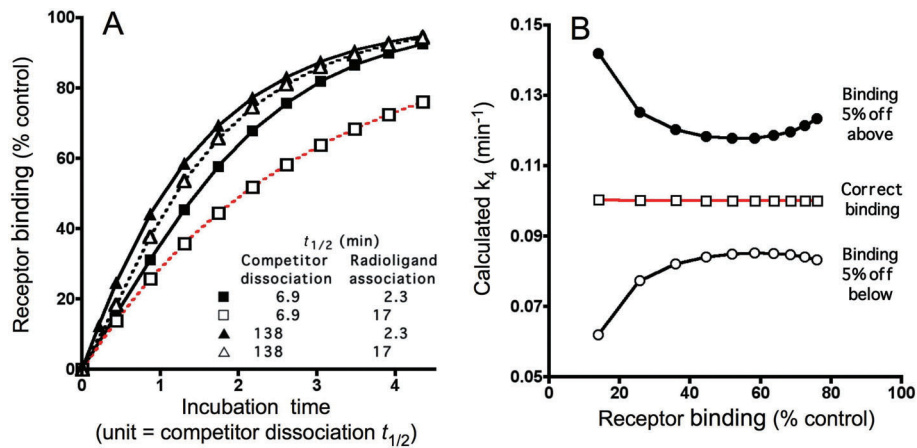 A
100
80
60
40
20
0
Receptor binding (% control)
t1/2 (min)
Competitor Radioligand
dissociation association
6.9 2.3
6.9 17
138 2.3
138 17
0 1 2 3 4
Incubation time
(unit = competitor dissociation t1/2)
B
0.15
0.13
0.11
0.09
0.07
0.05
Calculated k4 (min-1)
Binding
5% off
above
Correct
binding
Binding
5% off
below
0 20 40 60 80 100
Receptor binding (% control)